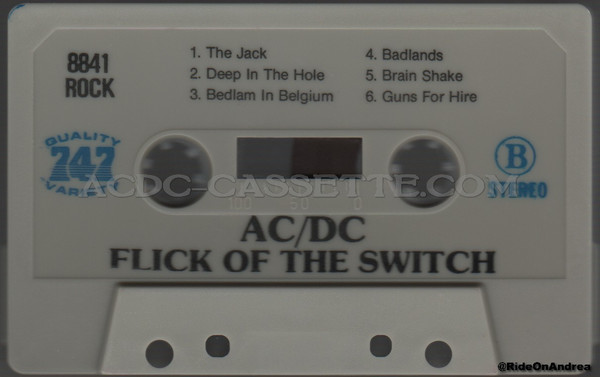 8841
ROCK
1. The Jack
2. Deep In The Hole
3. Bedlam In Belgium
4. Badlands
5. Brain Shake
6. Guns For Hire
QUALITY
747
VARIETY
B
STEREO
ACDC-CASSETTE.COM
100 50 0
AC/DC
FLICK OF THE SWITCH
@RideOnAndrea